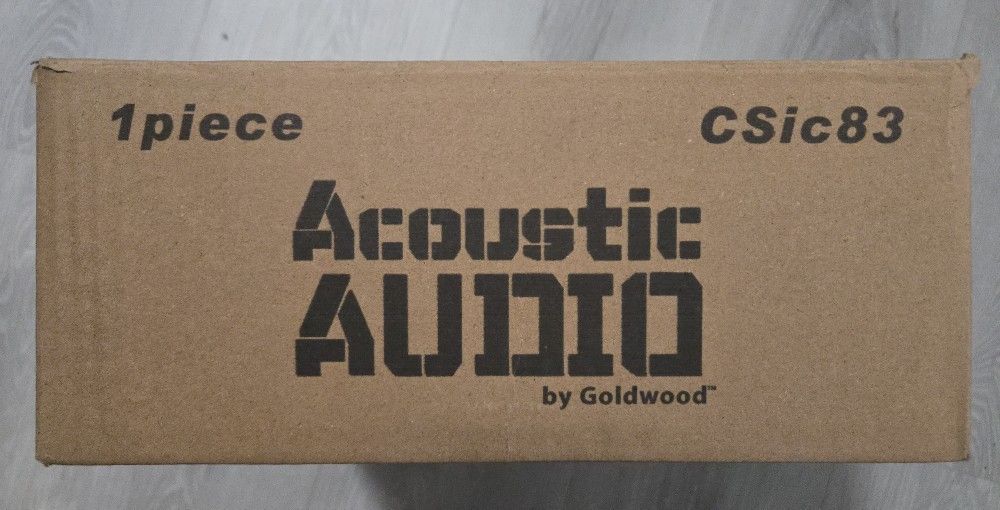 1piece CSic83
Acoustic
AUDIO
by Goldwood™